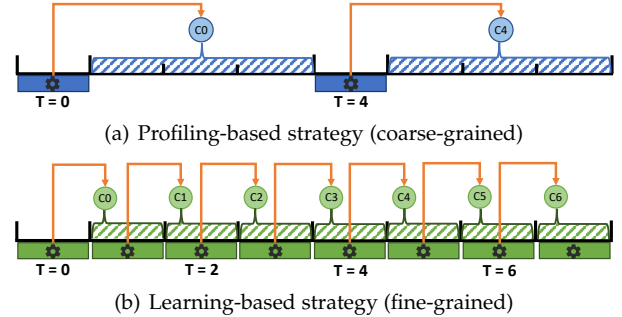 C0 C4
T = 0 T = 4
(a) Profiling-based strategy (coarse-grained)
C0 C1 C2 C3 C4 C5 C6
T = 0 T = 2 T = 4 T = 6
(b) Learning-based strategy (fine-grained)